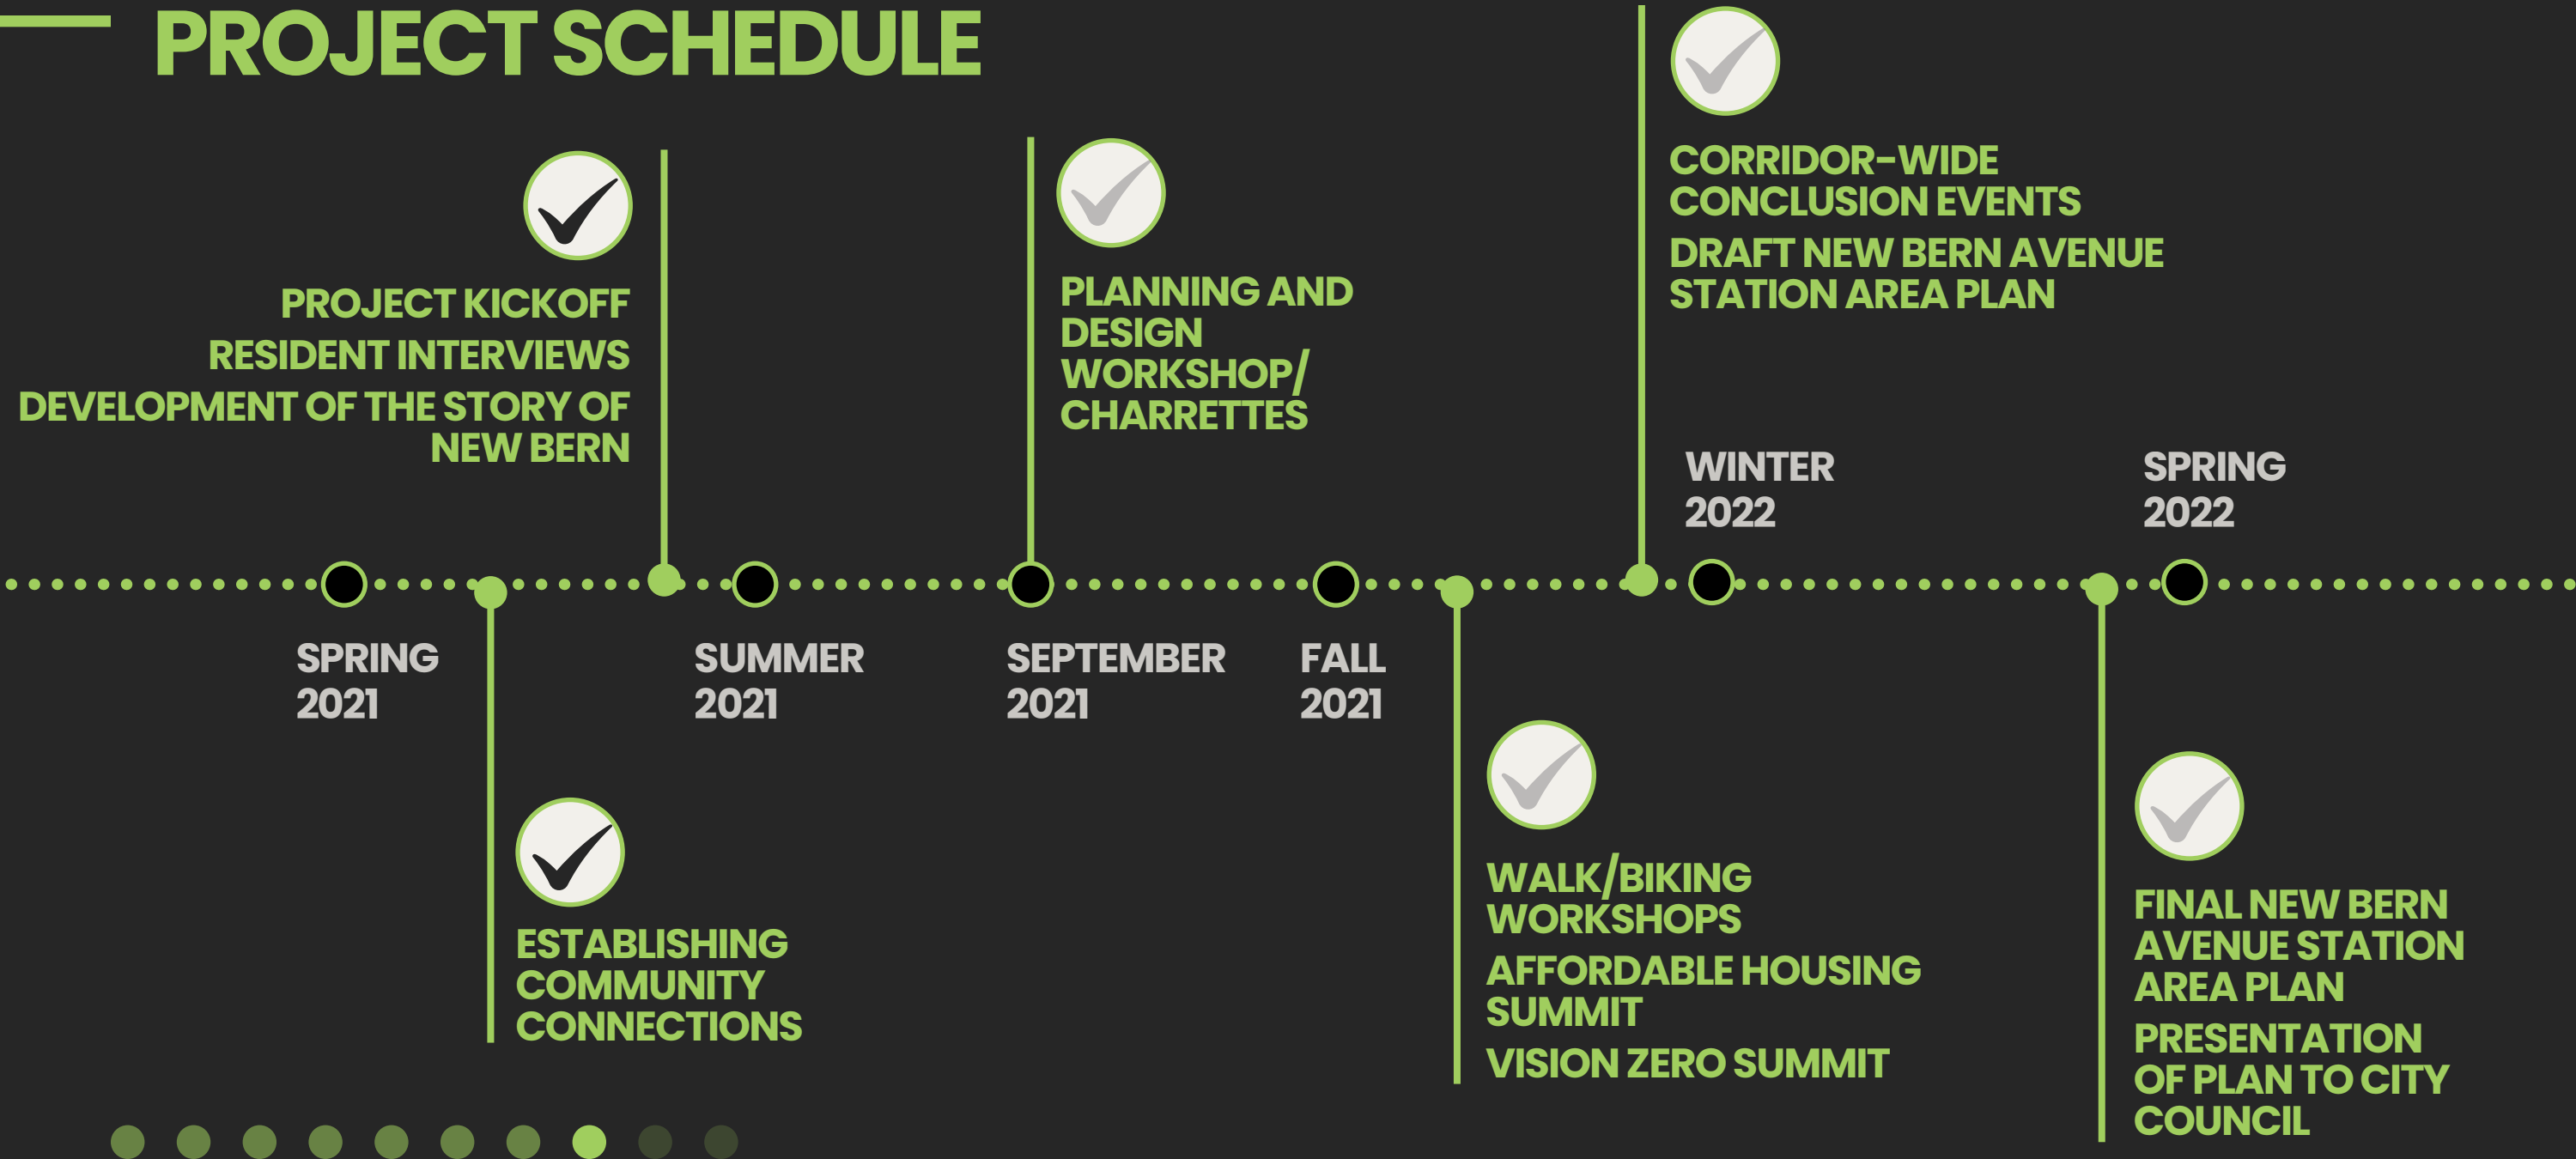 PROJECT SCHEDULE
PROJECT KICKOFF
RESIDENT INTERVIEWS
DEVELOPMENT OF THE STORY OF
NEW BERN
PLANNING AND
DESIGN
WORKSHOP/
CHARRETTES
CORRIDOR-WIDE
CONCLUSION EVENTS
DRAFT NEW BERN AVENUE
STATION AREA PLAN
WINTER
2022
SPRING
2022
SPRING
2021
SUMMER
2021
SEPTEMBER
2021
FALL
2021
ESTABLISHING
COMMUNITY
CONNECTIONS
WALK/BIKING
WORKSHOPS
AFFORDABLE HOUSING
SUMMIT
VISION ZERO SUMMIT
FINAL NEW BERN
AVENUE STATION
AREA PLAN
PRESENTATION
OF PLAN TO CITY
COUNCIL